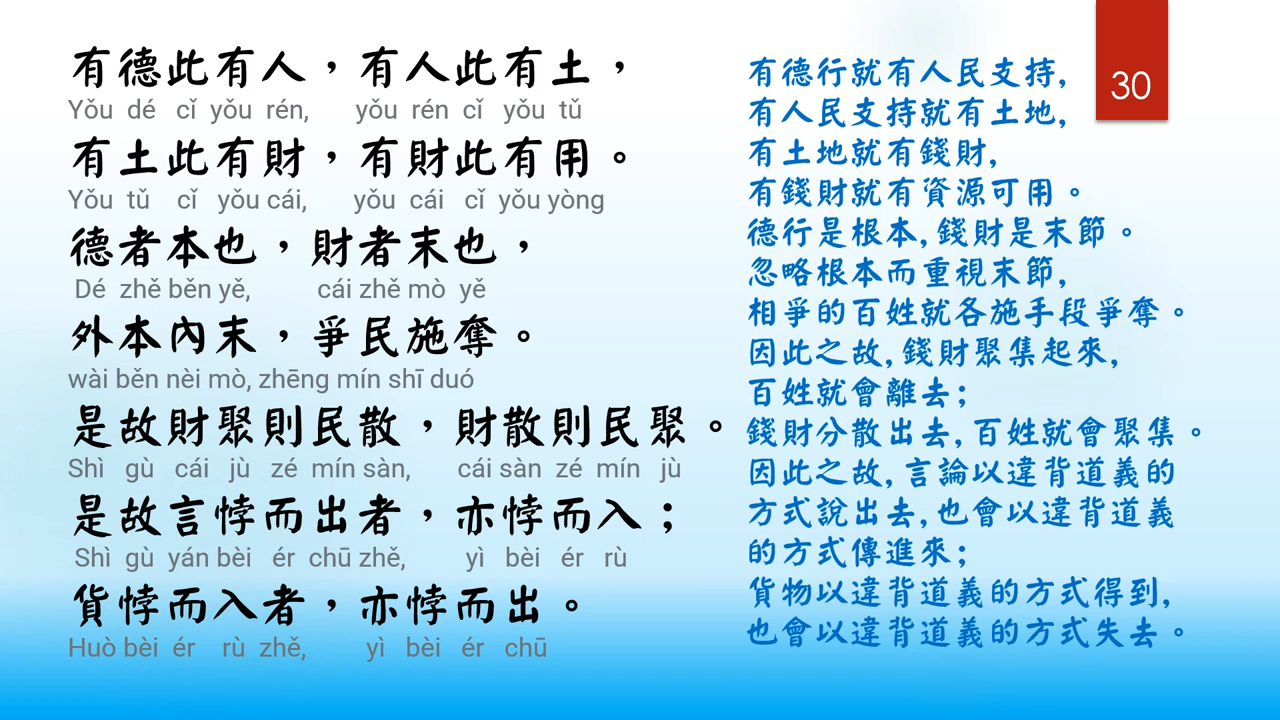 有德此有人，有人此有土，
Yǒu dé cǐ yǒu rén, yǒu rén cǐ yǒu tǔ
有土此有財，有財此有用。
Yǒu tǔ cǐ yǒu cái, yǒu cái cǐ yǒu yòng
德者本也，財者末也，
Dé zhě běn yě, cái zhě mò yě
外本內末，爭民施奪。
wài běn nèi mò, zhēng mín shī duó
是故財聚則民散，財散則民聚。
Shì gù cái jù zé mín sàn, cái sàn zé mín jù
是故言悖而出者，亦悖而入；
Shì gù yán bèi ér chū zhě, yì bèi ér rù
貨悖而入者，亦悖而出。
Huò bèi ér rù zhě, yì bèi ér chū
有德行就有人民支持,
有人民支持就有土地,
有土地就有錢財,
有錢財就有資源可用。
德行是根本,錢財是末節。
忽略根本而重視末節,
相爭的百姓就各施手段爭奪。
因此之故,錢財聚集起來,
百姓就會離去;
錢財分散出去,百姓就會聚集。
因此之故,言論以違背道義的
方式說出去,也會以違背道義
的方式傳進來;
貨物以違背道義的方式得到,
也會以違背道義的方式失去。
30